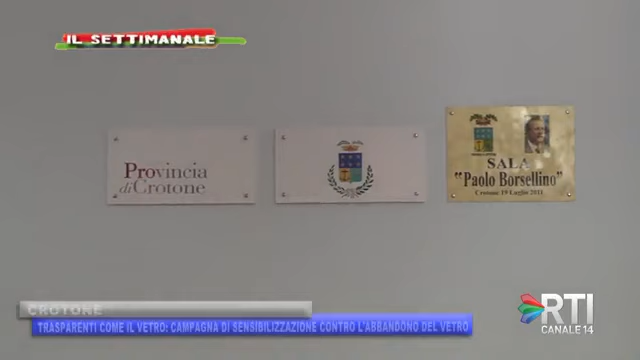 IL SETTIMANALE
Provincia
di Crotone
SALA
"Paolo Borsellino"
Crotone 19 Luglio 2011
CROTONE
TRASPARENTI COME IL VETRO: CAMPAGNA DI SENSIBILIZZAZIONE CONTRO L'ABBANDONO DEL VETRO
RTI
CANALE 14